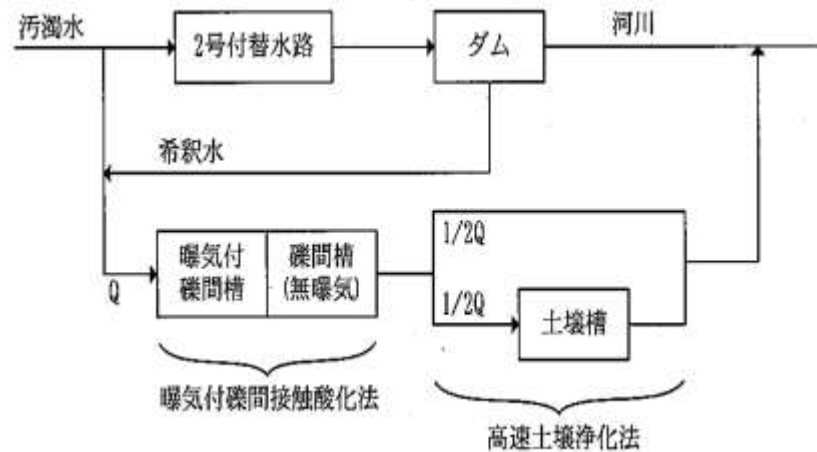 汚濁水
2号付替水路
ダム
河川
希釈水
Q
曝気付
礫間槽
礫間槽
(無曝気)
1/2Q
1/2Q
土壌槽
曝気付礫間接触酸化法
高速土壌浄化法